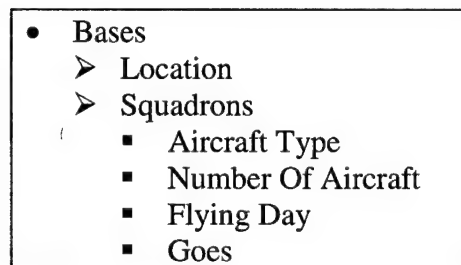 • Bases
➢ Location
➢ Squadrons
▪ Aircraft Type
▪ Number Of Aircraft
▪ Flying Day
▪ Goes